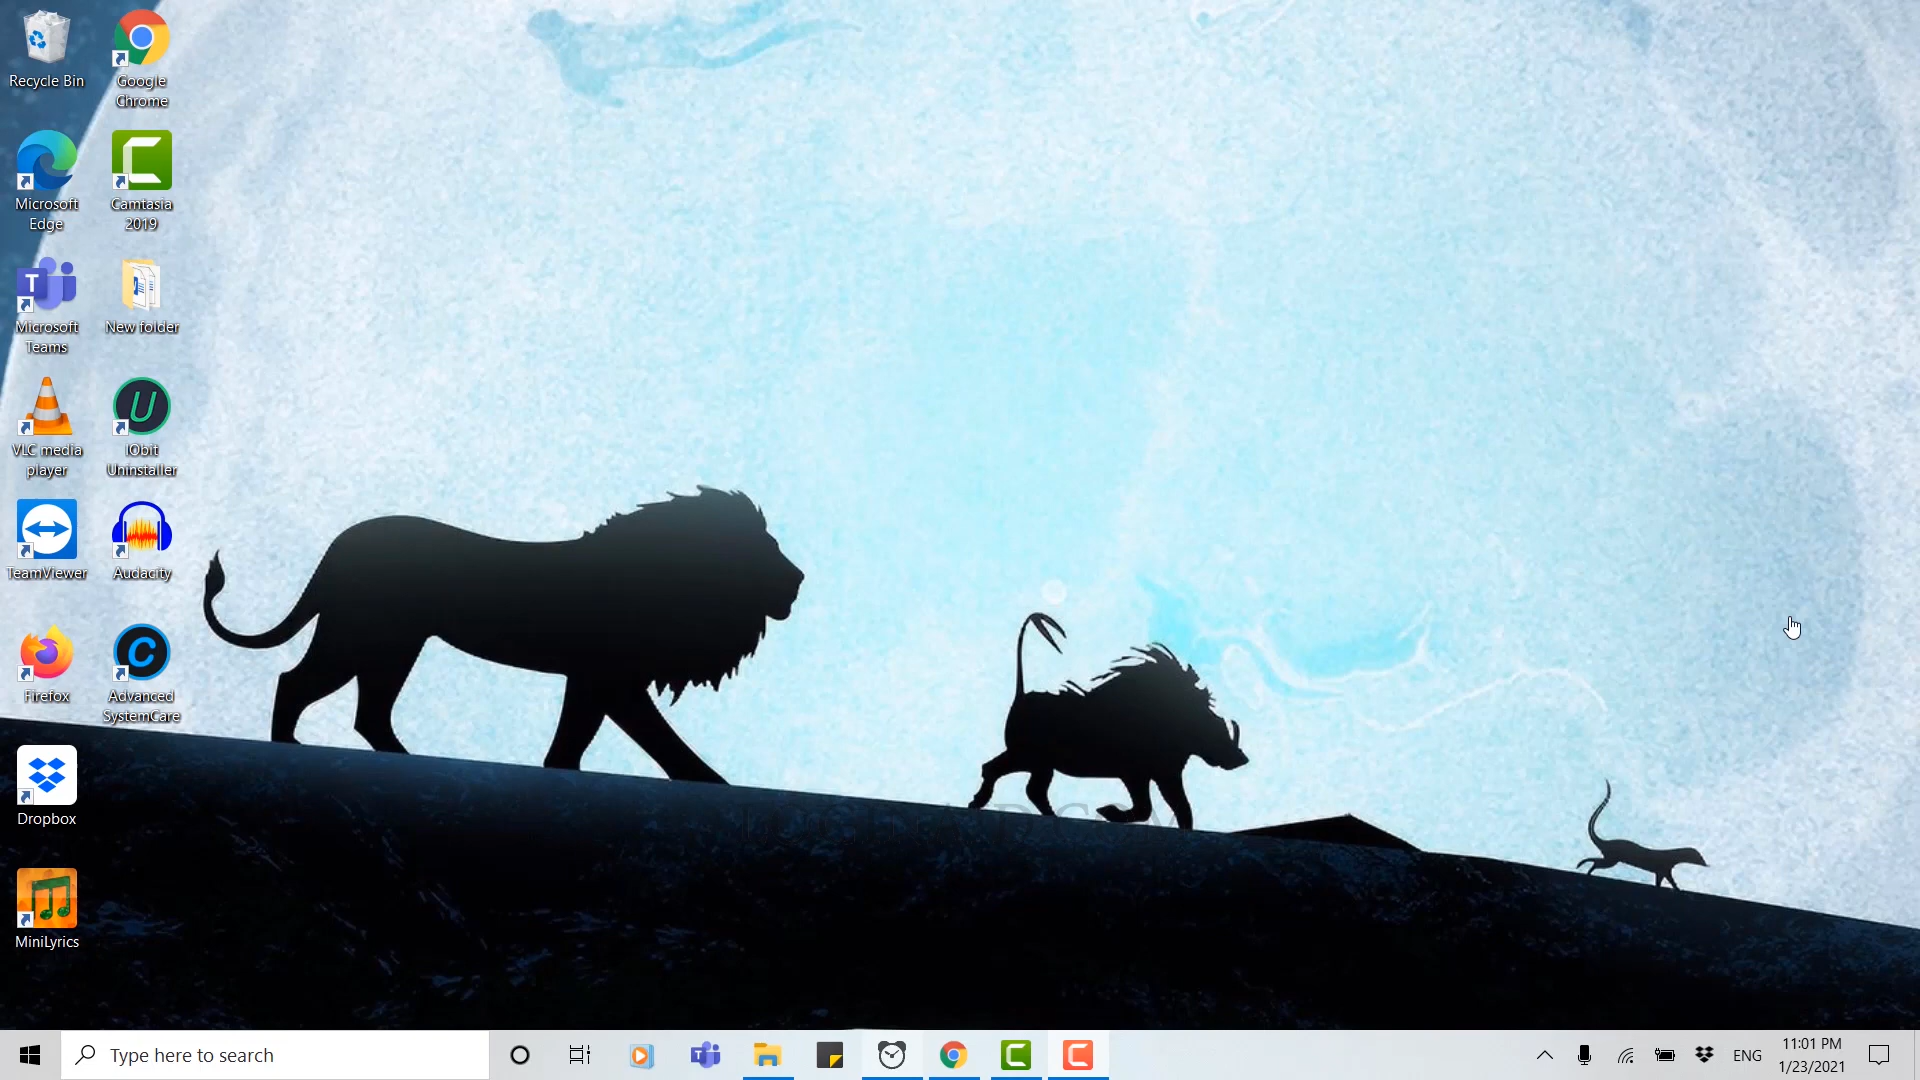 Recycle Bin
Google
Chrome
Microsoft
Edge
Camtasia
2019
Microsoft
Teams
New folder
VLC media
player
IObit
Uninstaller
TeamViewer
Audacity
Firefox
Advanced
SystemCare
Dropbox
MiniLyrics
Type here to search
ENG
11:01 PM
1/23/2021